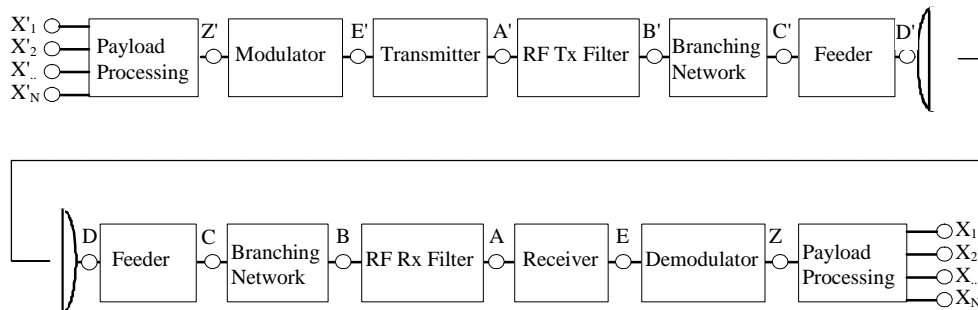 X'1
X'2
X'..
X'N
Payload
Processing
Z'
Modulator
E'
Transmitter
A'
RF Tx Filter
B'
Branching
Network
C'
Feeder
D'
D
Feeder
C
Branching
Network
B
RF Rx Filter
A
Receiver
E
Demodulator
Z
Payload
Processing
X1
X2
X..
XN